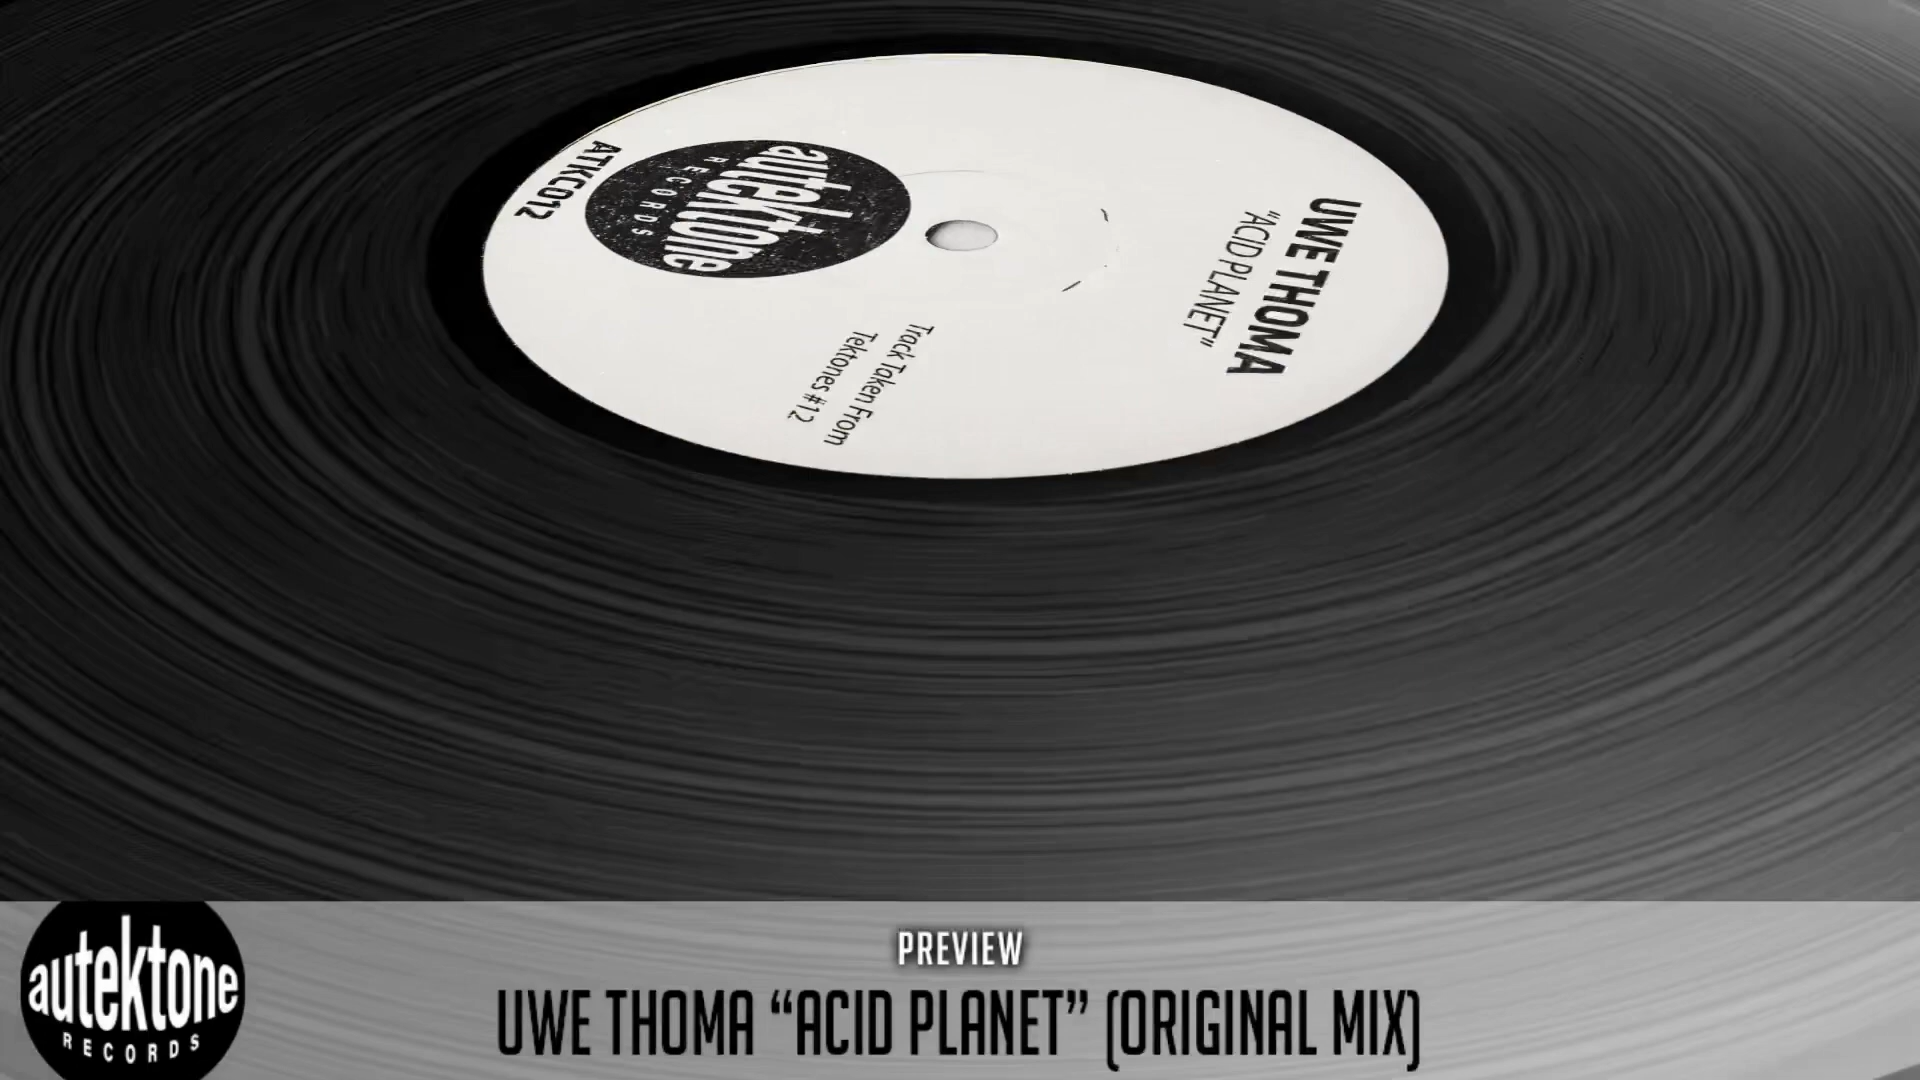 ATKC012
autektone
RECORDS
UWE THOMA
"ACID PLANET"
Track Taken From
Tektones #12
autektone
RECORDS
PREVIEW
UWE THOMA “ACID PLANET” (ORIGINAL MIX)